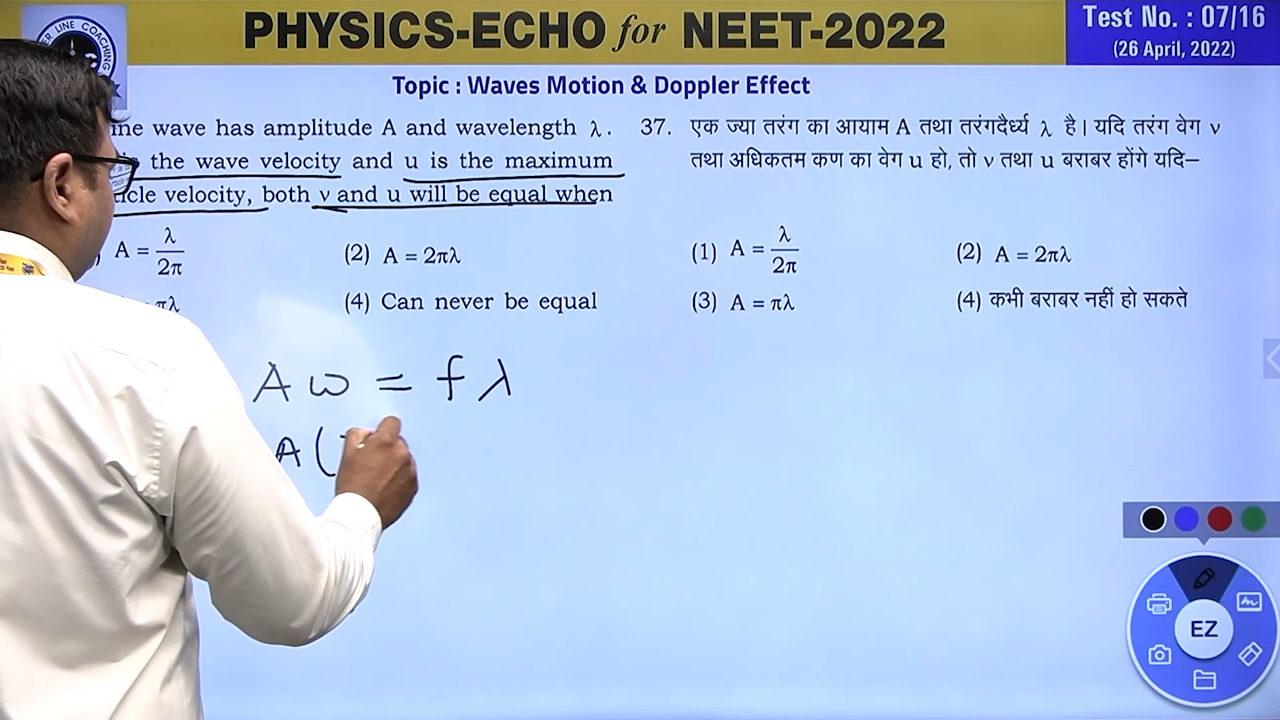 PHYSICS-ECHO for NEET-2022
Test No. : 07/16
(26 April, 2022)
LINE COACHING
Topic : Waves Motion & Doppler Effect
wave has amplitude A and wavelength λ.
the wave velocity and u is the maximum
velocity, both v and u will be equal when
A = λ/2π
(2) A = 2πλ
πλ
(4) Can never be equal
37. एक ज्या तरंग का आयाम A तथा तरंगदैर्ध्य λ है। यदि तरंग वेग v
तथा अधिकतम कण का वेग u हो, तो v तथा u बराबर होंगे यदि–
(1) A = λ/2π
(2) A = 2πλ
(3) A = πλ
(4) कभी बराबर नहीं हो सकते
A ω = f λ
A (
EZ